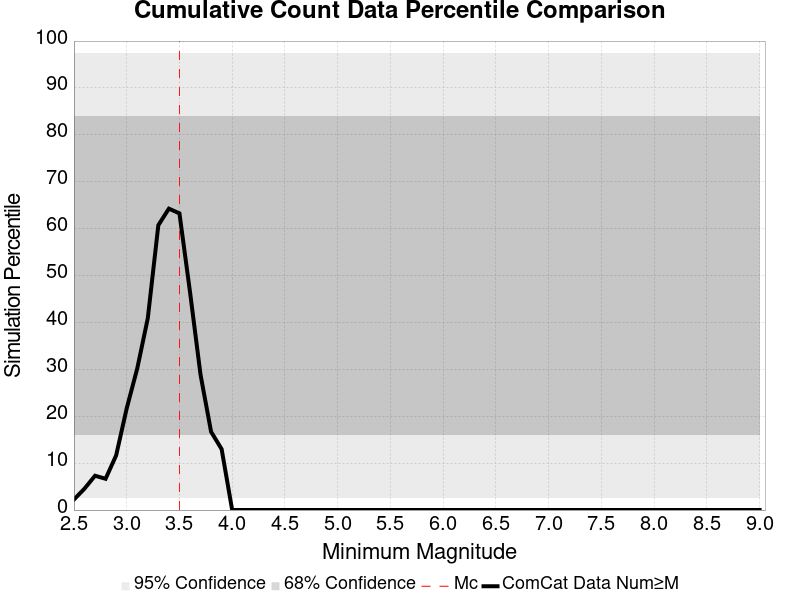 Cumulative Count Data Percentile Comparison
100
90
80
70
60
50
40
30
20
10
0
Simulation Percentile
2.5 3.0 3.5 4.0 4.5 5.0 5.5 6.0 6.5 7.0 7.5 8.0 8.5 9.0
Minimum Magnitude
95% Confidence 68% Confidence Mc ComCat Data Num≥M